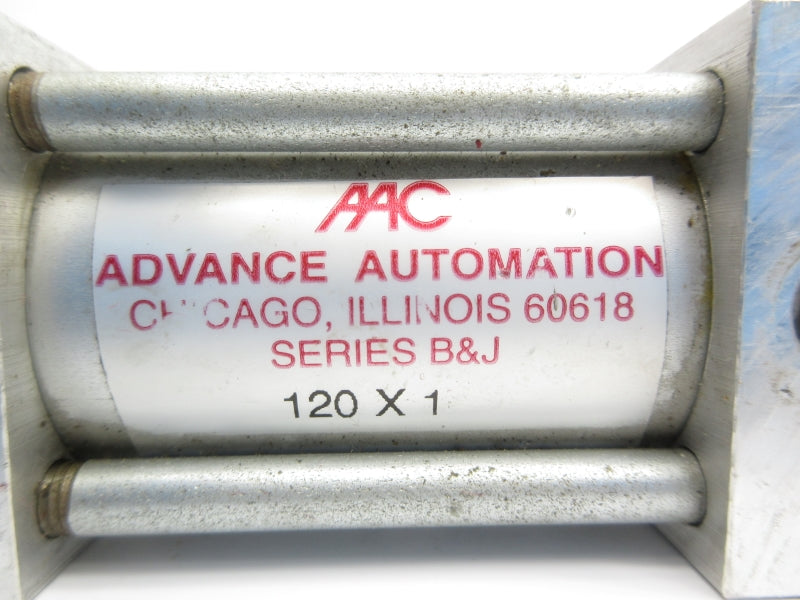 AAC
ADVANCE AUTOMATION
CHICAGO, ILLINOIS 60618
SERIES B&J
120 X 1